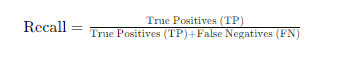 Recall = True Positives (TP) / True Positives (TP)+False Negatives (FN)